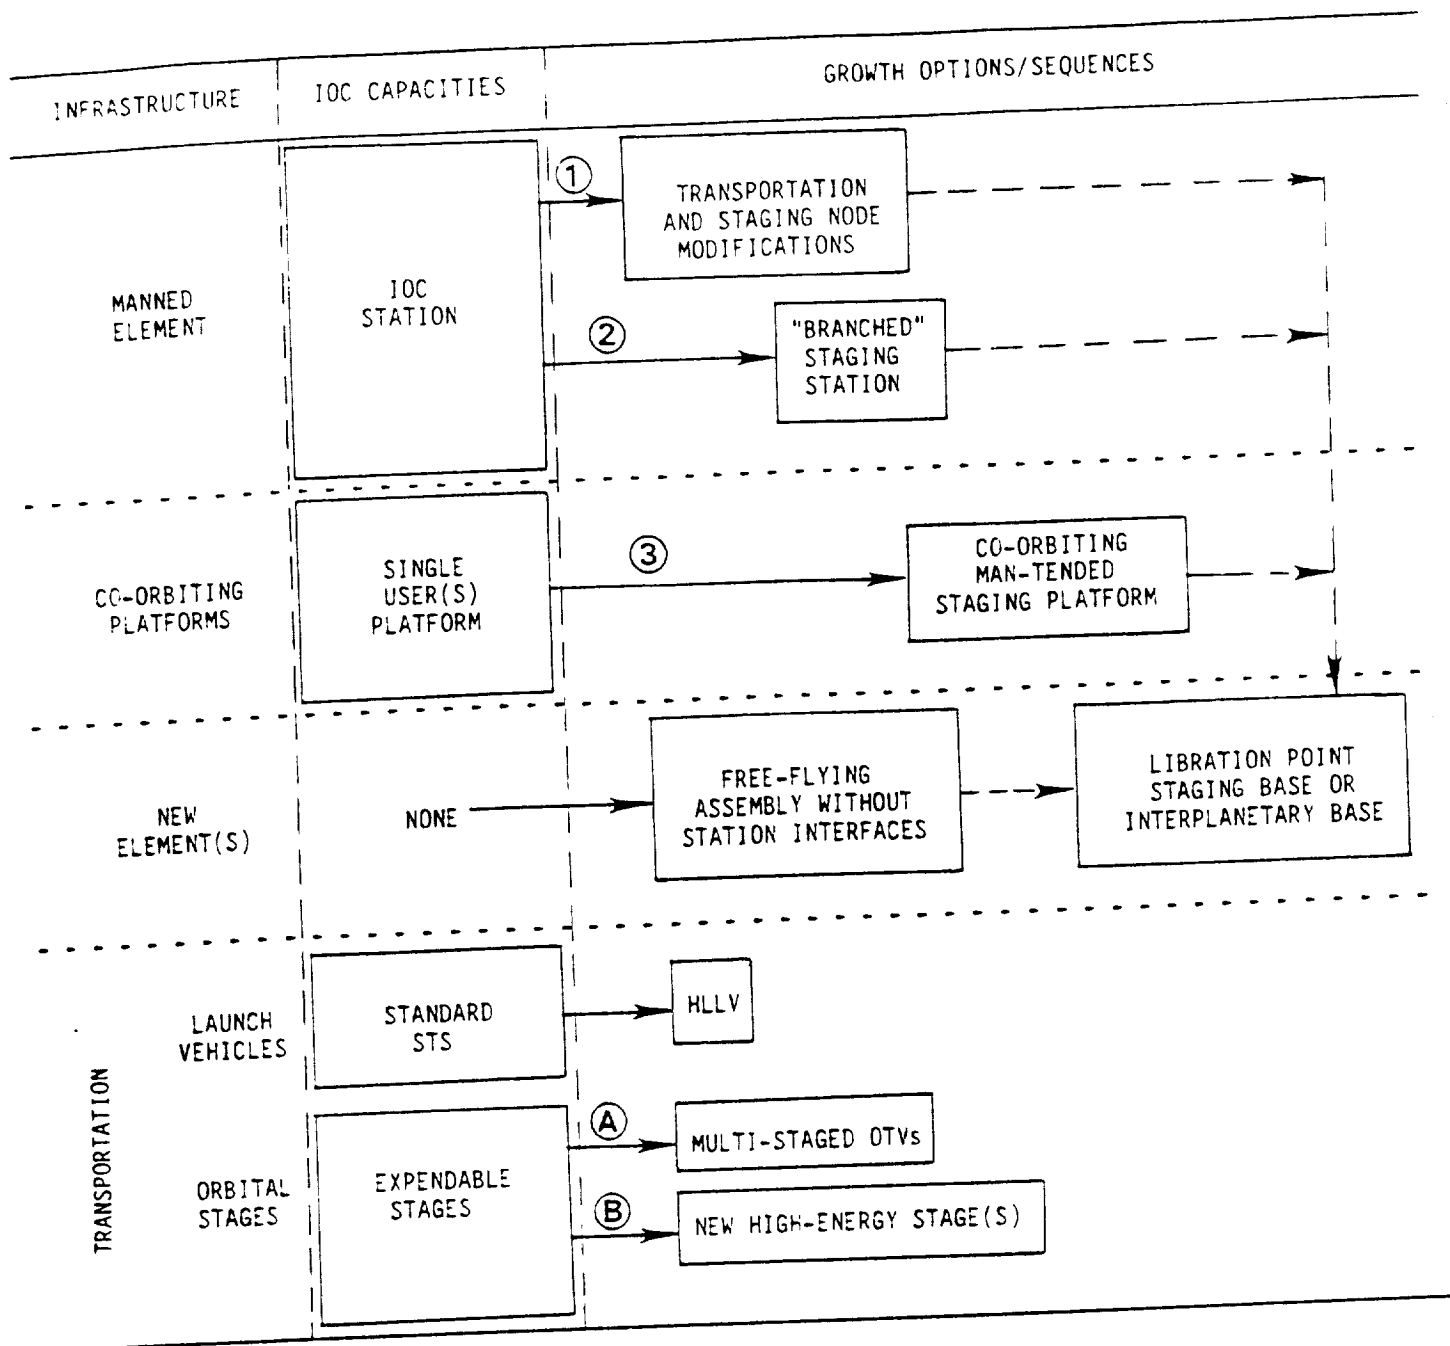 INFRASTRUCTURE
IOC CAPACITIES
GROWTH OPTIONS/SEQUENCES
MANNED
ELEMENT
IOC
STATION
1
TRANSPORTATION
AND STAGING NODE
MODIFICATIONS
2
"BRANCHED"
STAGING
STATION
CO-ORBITING
PLATFORMS
SINGLE
USER(S)
PLATFORM
3
CO-ORBITING
MAN-TENDED
STAGING PLATFORM
NEW
ELEMENT(S)
NONE
FREE-FLYING
ASSEMBLY WITHOUT
STATION INTERFACES
LIBRATION POINT
STAGING BASE OR
INTERPLANETARY BASE
TRANSPORTATION
LAUNCH
VEHICLES
STANDARD
STS
HLLV
ORBITAL
STAGES
EXPENDABLE
STAGES
A
MULTI-STAGED OTVs
B
NEW HIGH-ENERGY STAGE(S)